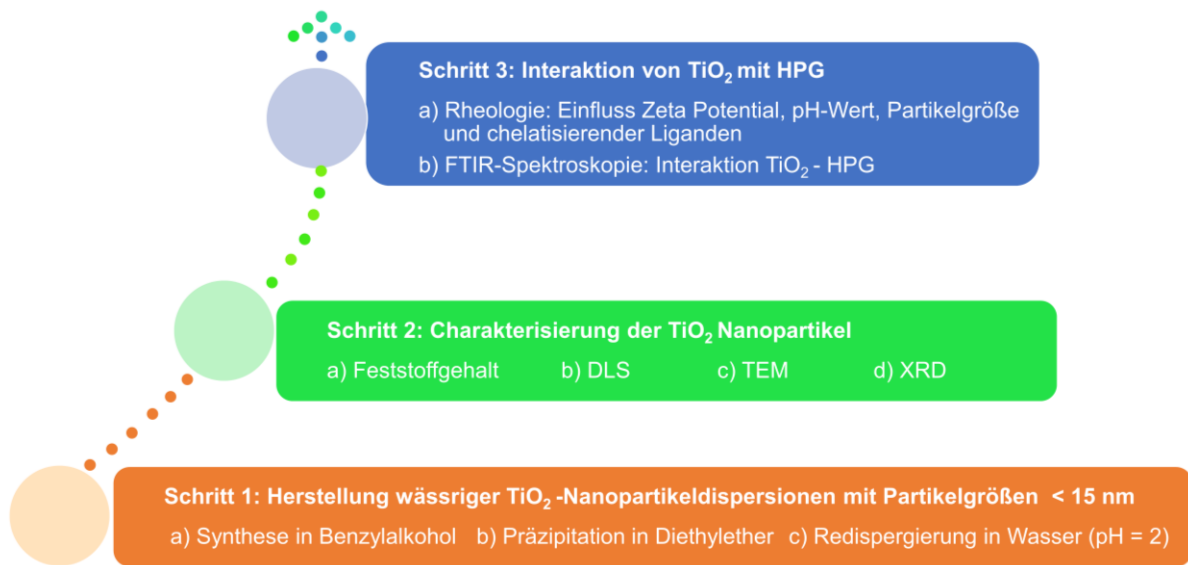 Schritt 3: Interaktion von TiO₂ mit HPG
a) Rheologie: Einfluss Zeta Potential, pH-Wert, Partikelgröße
und chelatisierender Liganden
b) FTIR-Spektroskopie: Interaktion TiO₂ - HPG
Schritt 2: Charakterisierung der TiO₂ Nanopartikel
a) Feststoffgehalt b) DLS c) TEM d) XRD
Schritt 1: Herstellung wässriger TiO₂ -Nanopartikeldispersionen mit Partikelgrößen < 15 nm
a) Synthese in Benzylalkohol b) Präzipitation in Diethylether c) Redispergierung in Wasser (pH = 2)